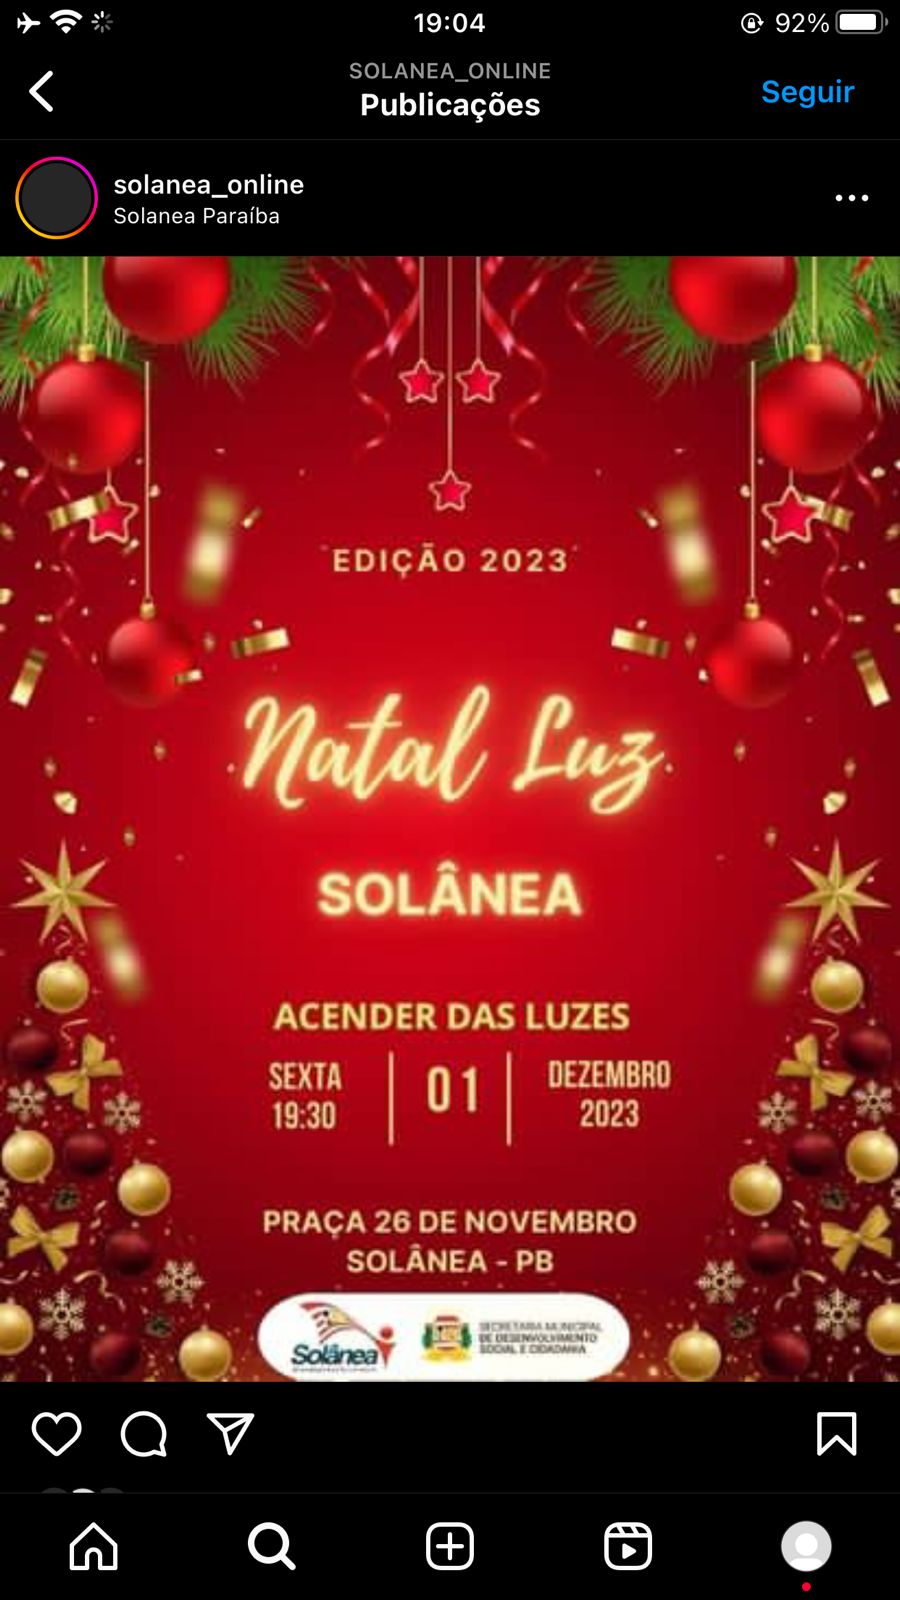 19:04
92%
SOLANEA_ONLINE
Publicações
Seguir
solanea_online
Solanea Paraíba
EDIÇÃO 2023
Natal Luz
SOLÂNEA
ACENDER DAS LUZES
SEXTA
19:30
01
DEZEMBRO
2023
PRAÇA 26 DE NOVEMBRO
SOLÂNEA - PB
Solânea
SECRETARIA MUNICIPAL
DE DESENVOLVIMENTO
SOCIAL E CIDADANIA